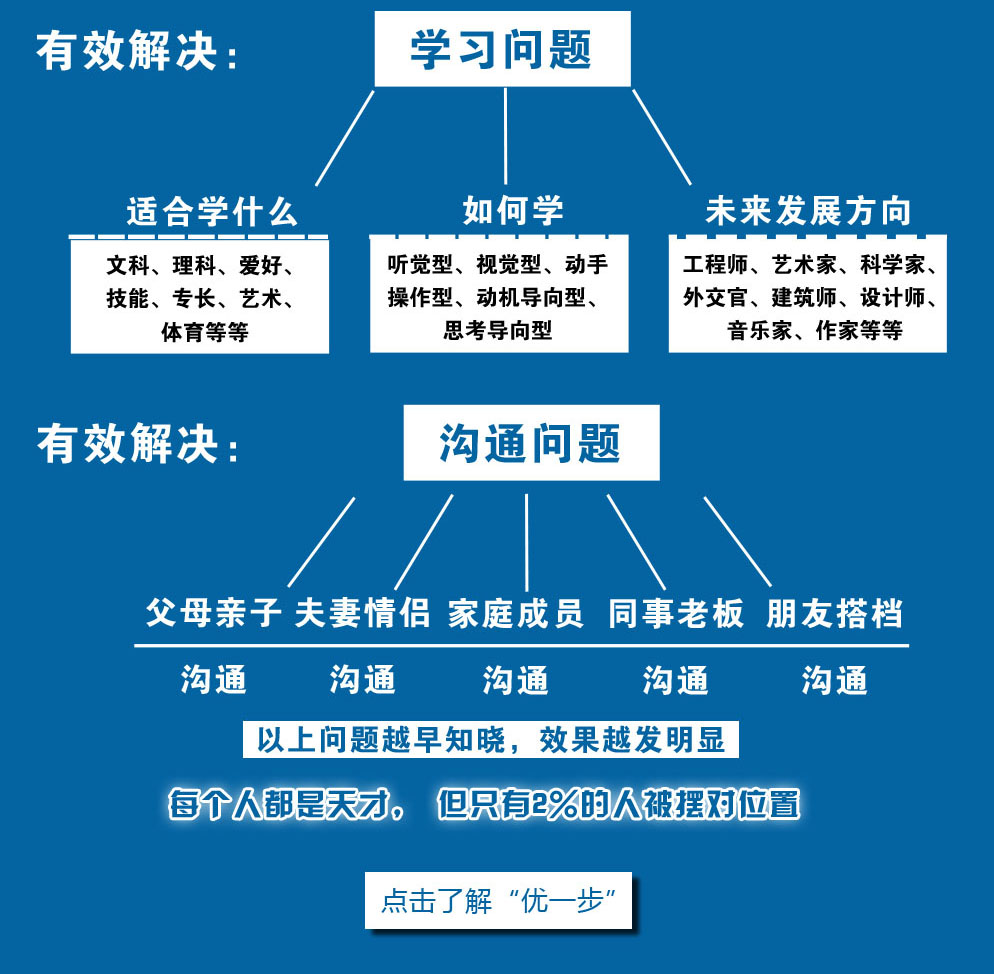 有效解决：
学习问题
适合学什么
文科、理科、爱好、
技能、专长、艺术、
体育等等
如何学
听觉型、视觉型、动手
操作型、动机导向型、
思考导向型
未来发展方向
工程师、艺术家、科学家、
外交官、建筑师、设计师、
音乐家、作家等等
有效解决：
沟通问题
父母亲子 夫妻情侣 家庭成员 同事老板 朋友搭档
沟通 沟通 沟通 沟通 沟通
以上问题越早知晓，效果越发明显
每个人都是天才， 但只有2%的人被摆对位置
点击了解“优一步”